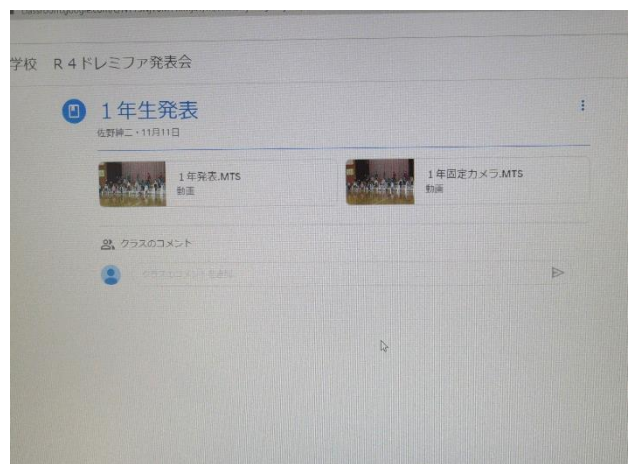 学校 R4ドレミファ発表会
1年生発表
佐野紳二・11月11日
1年発表.MTS
動画
1年固定カメラ.MTS
動画
クラスのコメント